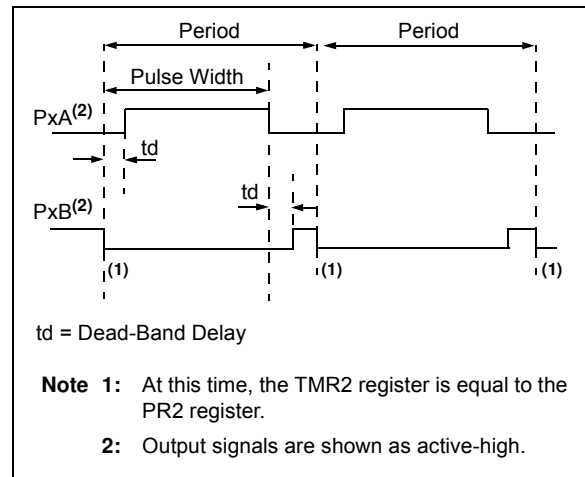 Period Period
Pulse Width
PxA(2)
td
td
PxB(2)
(1) (1) (1)
td = Dead-Band Delay
Note 1: At this time, the TMR2 register is equal to the
PR2 register.
2: Output signals are shown as active-high.